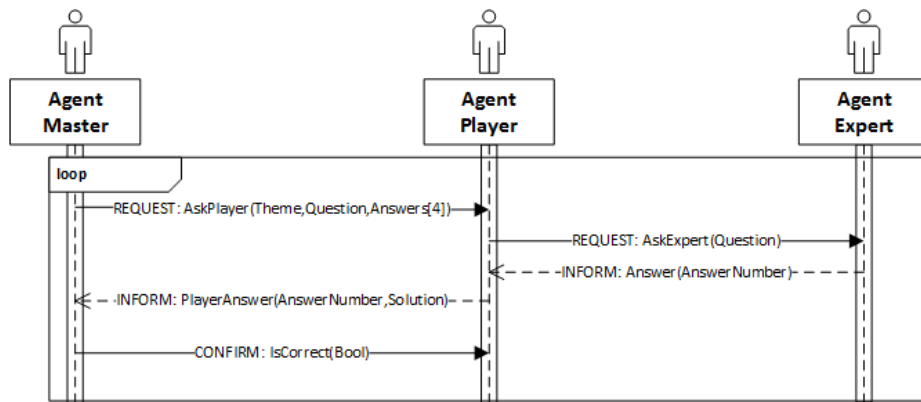 Agent
Master
Agent
Player
Agent
Expert
loop
REQUEST: AskPlayer(Theme,Question,Answers[4])
REQUEST: AskExpert(Question)
INFORM: Answer(AnswerNumber)
INFORM: PlayerAnswer(AnswerNumber,Solution)
CONFIRM: IsCorrect(Bool)